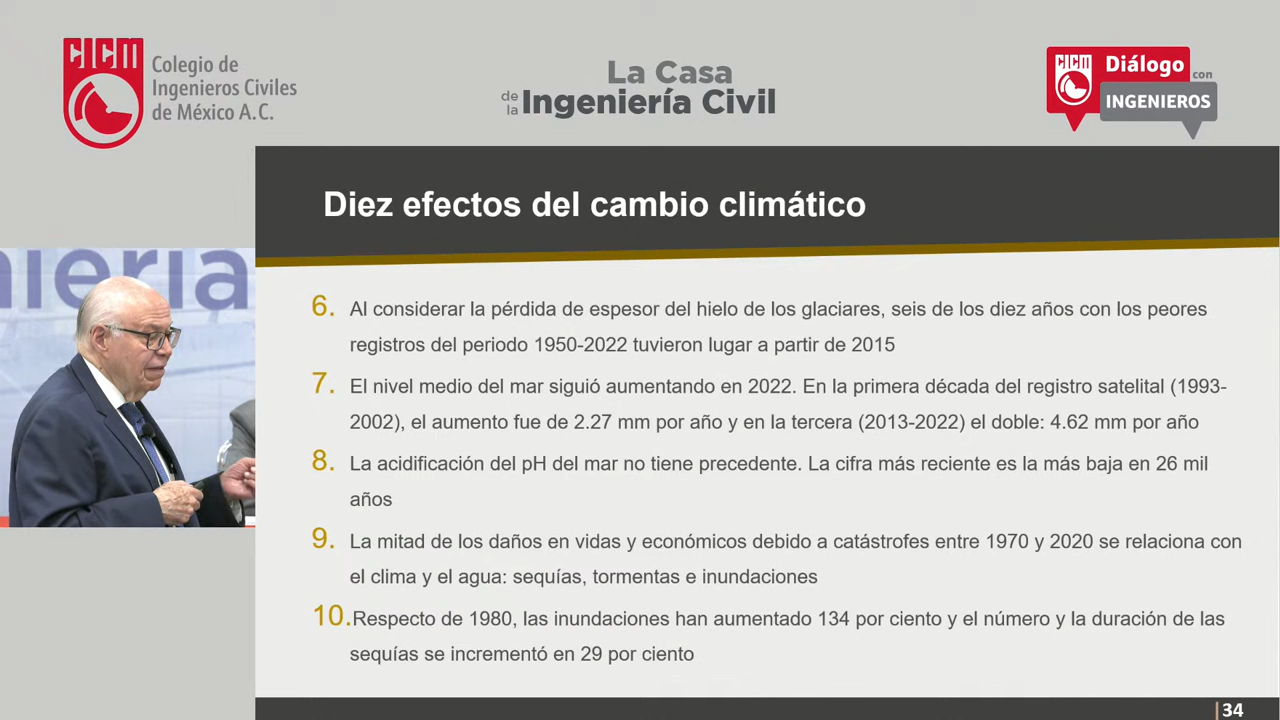 CICM
Colegio de
Ingenieros Civiles
de México A.C.
La Casa
de la Ingeniería Civil
CICM
Diálogo
con
INGENIEROS
niería
Diez efectos del cambio climático
6. Al considerar la pérdida de espesor del hielo de los glaciares, seis de los diez años con los peores
registros del periodo 1950-2022 tuvieron lugar a partir de 2015
7. El nivel medio del mar siguió aumentando en 2022. En la primera década del registro satelital (1993-
2002), el aumento fue de 2.27 mm por año y en la tercera (2013-2022) el doble: 4.62 mm por año
8. La acidificación del pH del mar no tiene precedente. La cifra más reciente es la más baja en 26 mil
años
9. La mitad de los daños en vidas y económicos debido a catástrofes entre 1970 y 2020 se relaciona con
el clima y el agua: sequías, tormentas e inundaciones
10. Respecto de 1980, las inundaciones han aumentado 134 por ciento y el número y la duración de las
sequías se incrementó en 29 por ciento
34